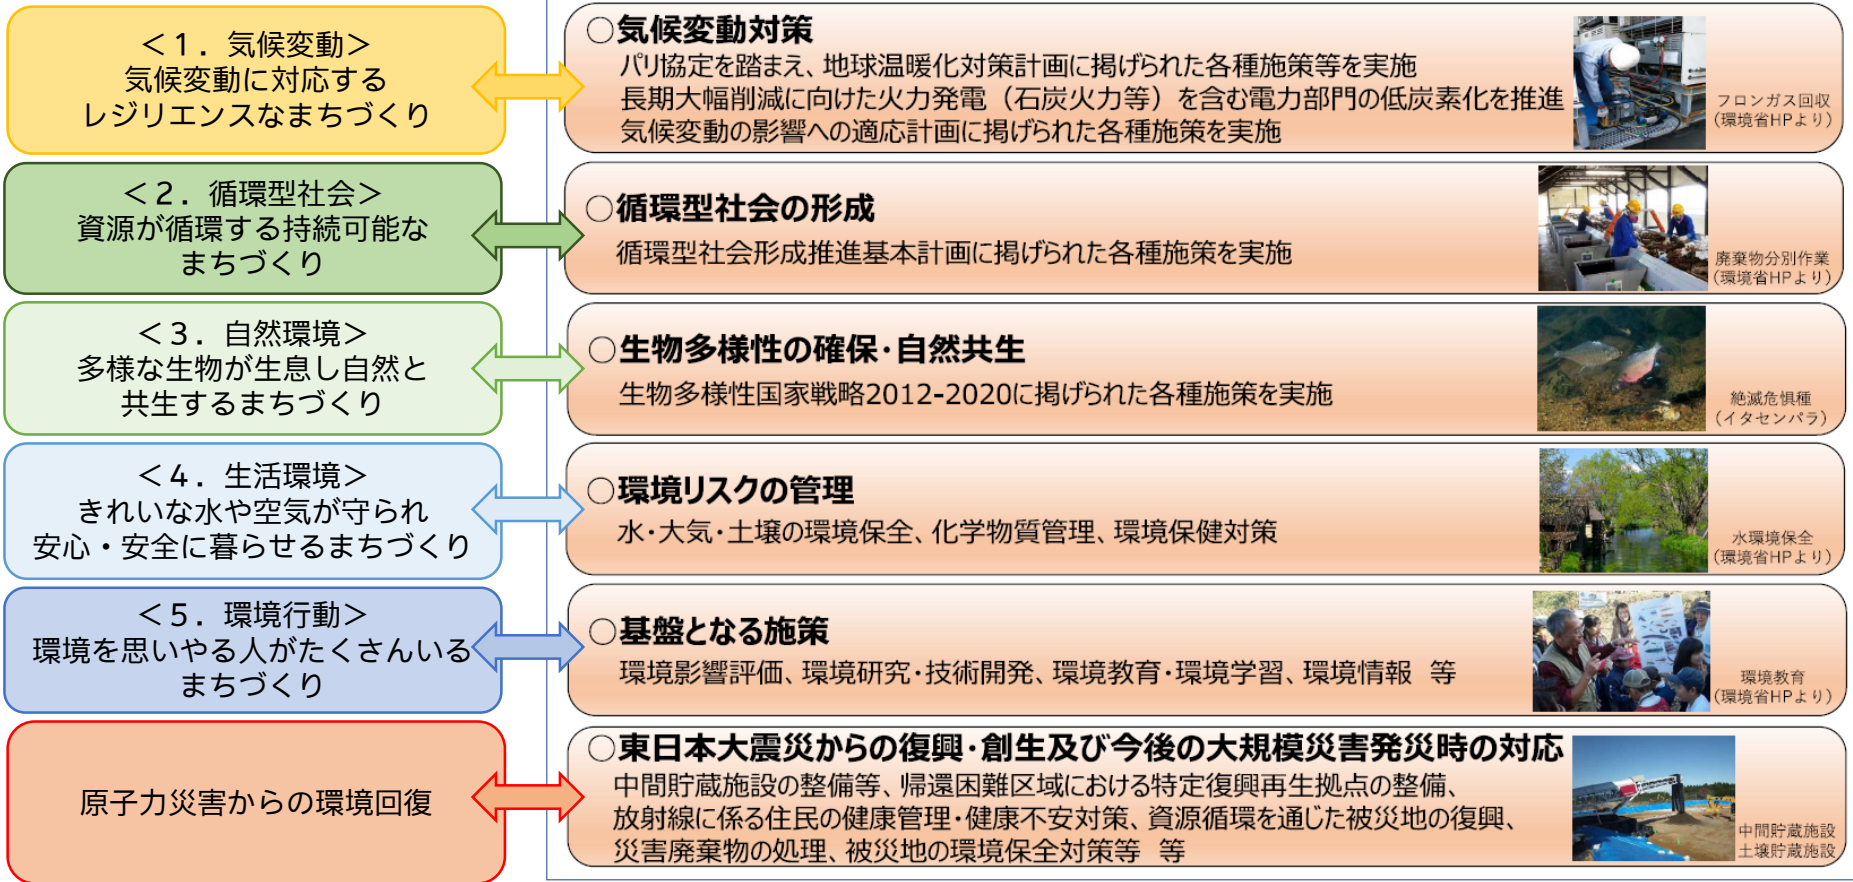 ＜１．気候変動＞
気候変動に対応する
レジリエンスなまちづくり
○気候変動対策
パリ協定を踏まえ、地球温暖化対策計画に掲げられた各種施策等を実施
長期大幅削減に向けた火力発電（石炭火力等）を含む電力部門の低炭素化を推進
気候変動の影響への適応計画に掲げられた各種施策を実施
フロンガス回収
（環境省HPより）
＜２．循環型社会＞
資源が循環する持続可能な
まちづくり
○循環型社会の形成
循環型社会形成推進基本計画に掲げられた各種施策を実施
廃棄物分別作業
（環境省HPより）
＜３．自然環境＞
多様な生物が生息し自然と
共生するまちづくり
○生物多様性の確保・自然共生
生物多様性国家戦略2012-2020に掲げられた各種施策を実施
絶滅危惧種
（イタセンパラ）
＜４．生活環境＞
きれいな水や空気が守られ
安心・安全に暮らせるまちづくり
○環境リスクの管理
水・大気・土壌の環境保全、化学物質管理、環境保健対策
水環境保全
（環境省HPより）
＜５．環境行動＞
環境を思いやる人がたくさんいる
まちづくり
○基盤となる施策
環境影響評価、環境研究・技術開発、環境教育・環境学習、環境情報　等
環境教育
（環境省HPより）
原子力災害からの環境回復
○東日本大震災からの復興・創生及び今後の大規模災害発災時の対応
中間貯蔵施設の整備等、帰還困難区域における特定復興再生拠点の整備、
放射線に係る住民の健康管理・健康不安対策、資源循環を通じた被災地の復興、
災害廃棄物の処理、被災地の環境保全対策等　等
中間貯蔵施設
土壌貯蔵施設